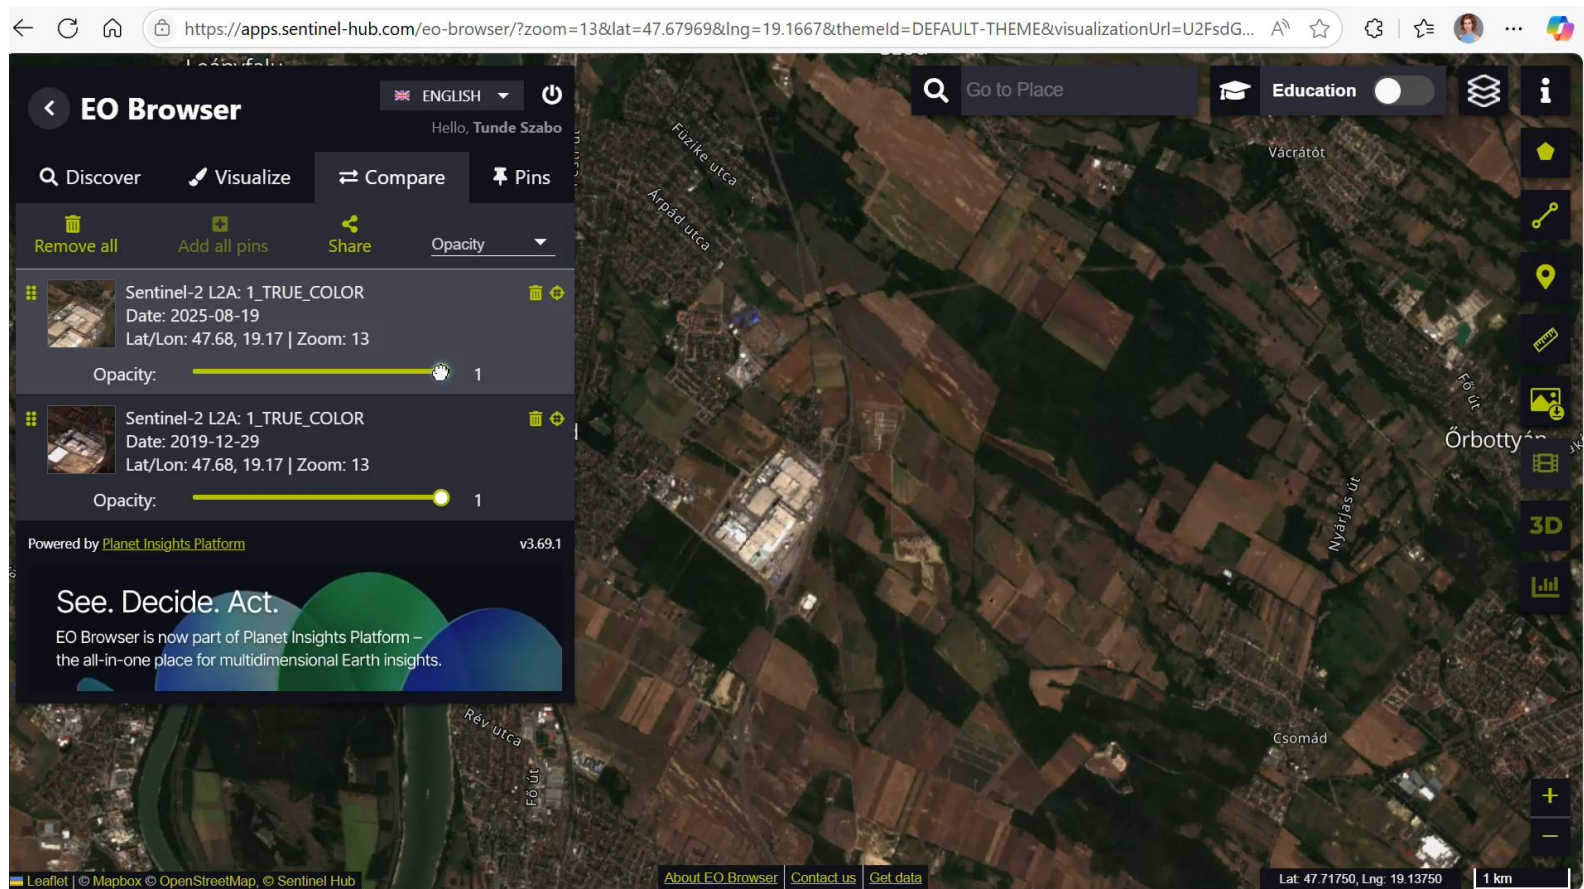 https://apps.sentinel-hub.com/eo-browser/?zoom=13&lat=47.67969&lng=19.1667&themeId=DEFAULT-THEME&visualizationUrl=U2FsdG...
Leányfalu
EO Browser
ENGLISH
Hello, Tunde Szabo
Go to Place
Education
Discover
Visualize
Compare
Pins
Remove all
Add all pins
Share
Opacity
Sentinel-2 L2A: 1_TRUE_COLOR
Date: 2025-08-19
Lat/Lon: 47.68, 19.17 | Zoom: 13
Opacity:
1
Sentinel-2 L2A: 1_TRUE_COLOR
Date: 2019-12-29
Lat/Lon: 47.68, 19.17 | Zoom: 13
Opacity:
1
Powered by Planet Insights Platform
v3.69.1
See. Decide. Act.
EO Browser is now part of Planet Insights Platform –
the all-in-one place for multidimensional Earth insights.
Füzike utca
Árpád utca
Vácrátót
Fő út
Őrbottyán
Nyárjas út
3D
Csomád
Rév utca
Fő út
Leaflet | © Mapbox © OpenStreetMap, © Sentinel Hub
About EO Browser
Contact us
Get data
Lat: 47.71750, Lng: 19.13750
1 km